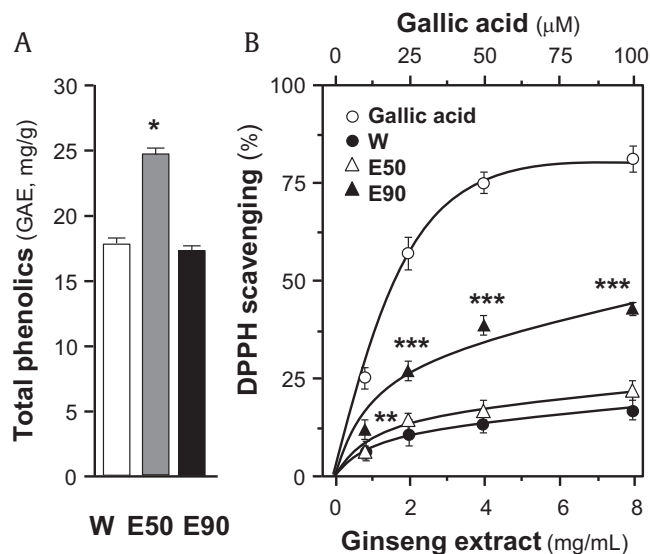 A
Total phenolics (GAE, mg/g)
30
25
20
15
10
5
0
*
W E50 E90
B
Gallic acid (μM)
0 25 50 75 100
DPPH scavenging (%)
100
75
50
25
0
Gallic acid
W
E50
E90
**
***
***
***
0 2 4 6 8
Ginseng extract (mg/mL)